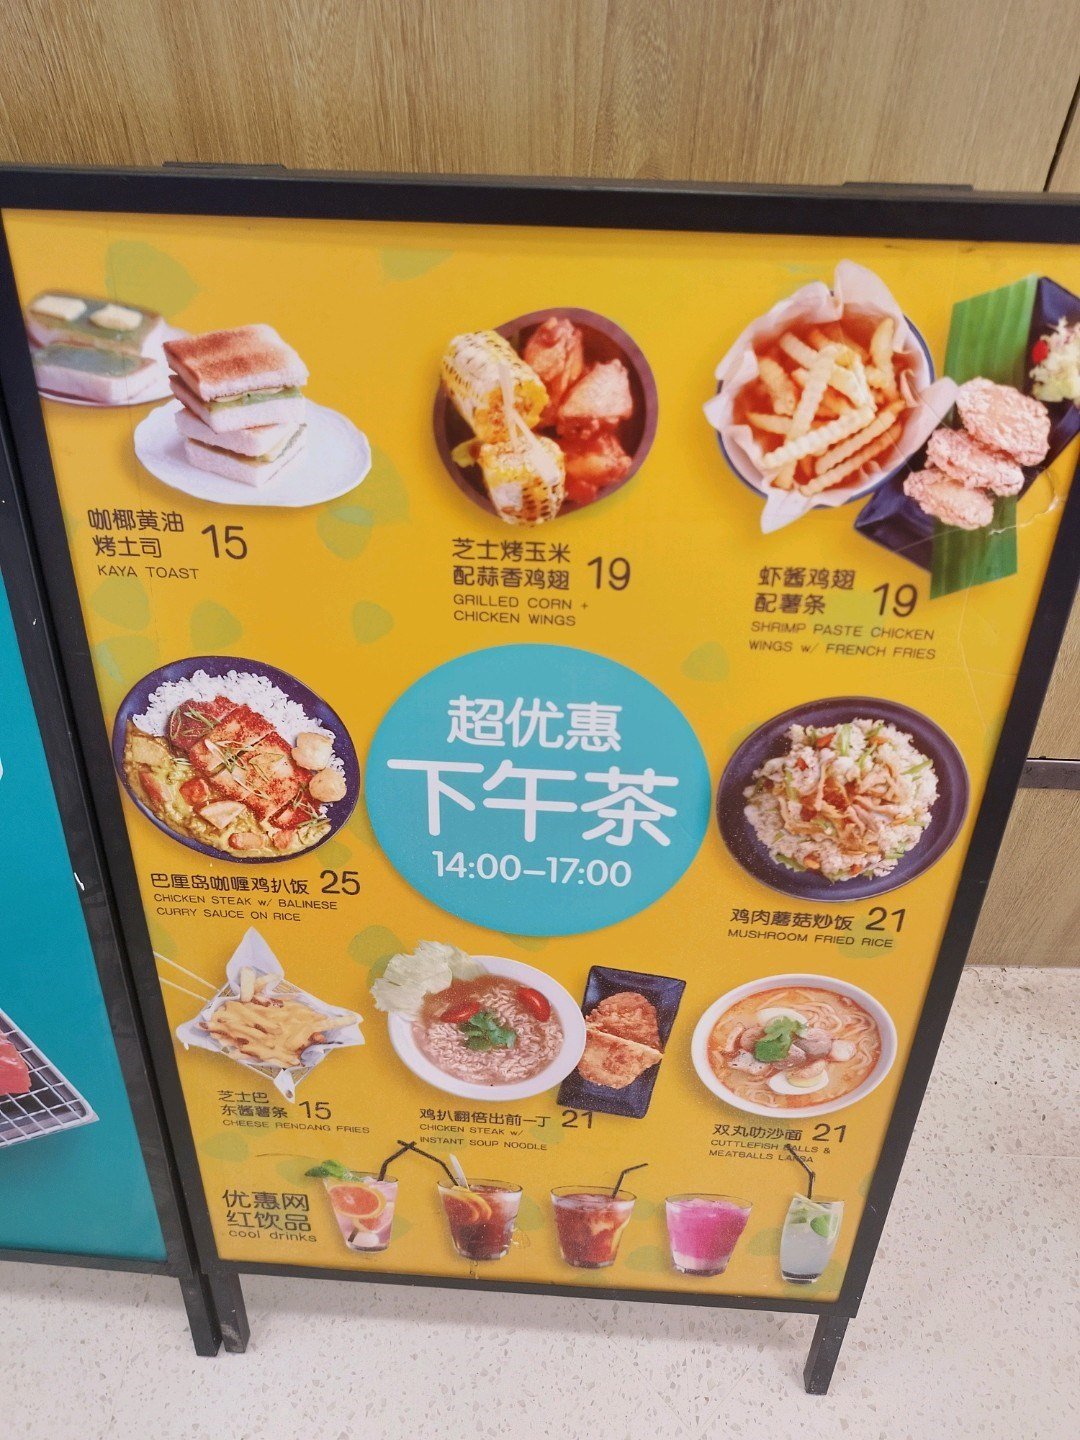 咖椰黄油
烤土司 15
KAYA TOAST
芝士烤玉米
配蒜香鸡翅 19
GRILLED CORN +
CHICKEN WINGS
虾酱鸡翅
配薯条 19
SHRIMP PASTE CHICKEN
WINGS w/ FRENCH FRIES
超优惠
下午茶
14:00–17:00
巴厘岛咖喱鸡扒饭 25
CHICKEN STEAK w/ BALINESE
CURRY SAUCE ON RICE
鸡肉蘑菇炒饭 21
MUSHROOM FRIED RICE
芝士巴
东酱薯条 15
CHEESE RENDANG FRIES
鸡扒翻倍出前一丁 21
CHICKEN STEAK w/
INSTANT SOUP NOODLE
双丸叻沙面 21
CUTTLEFISH BALLS &
MEATBALLS LAKSA
优惠网
红饮品
cool drinks